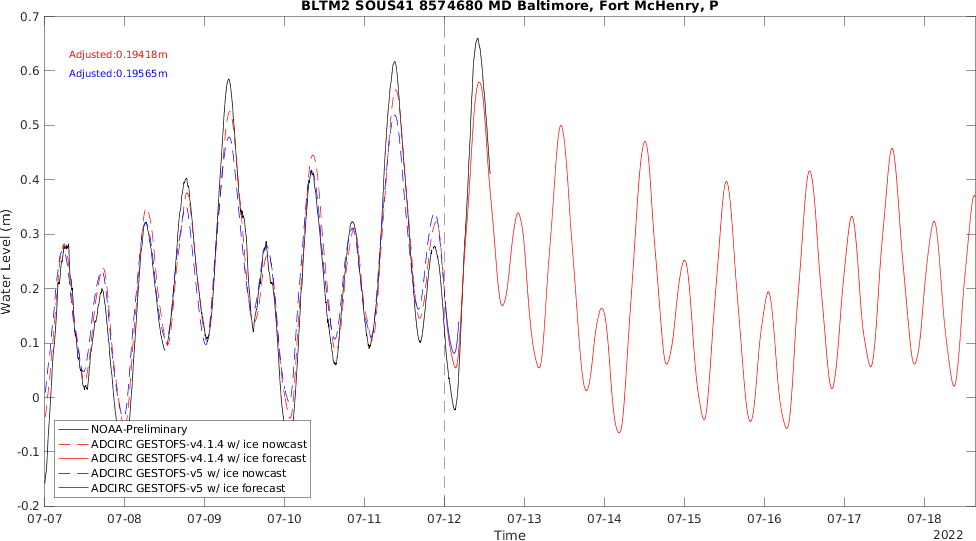 BLTM2 SOUS41 8574680 MD Baltimore, Fort McHenry, P
Adjusted:0.19418m
Adjusted:0.19565m
Water Level (m)
0.7
0.6
0.5
0.4
0.3
0.2
0.1
0
-0.1
-0.2
NOAA-Preliminary
ADCIRC GESTOFS-v4.1.4 w/ ice nowcast
ADCIRC GESTOFS-v4.1.4 w/ ice forecast
ADCIRC GESTOFS-v5 w/ ice nowcast
ADCIRC GESTOFS-v5 w/ ice forecast
07-07 07-08 07-09 07-10 07-11 07-12 07-13 07-14 07-15 07-16 07-17 07-18
Time
2022